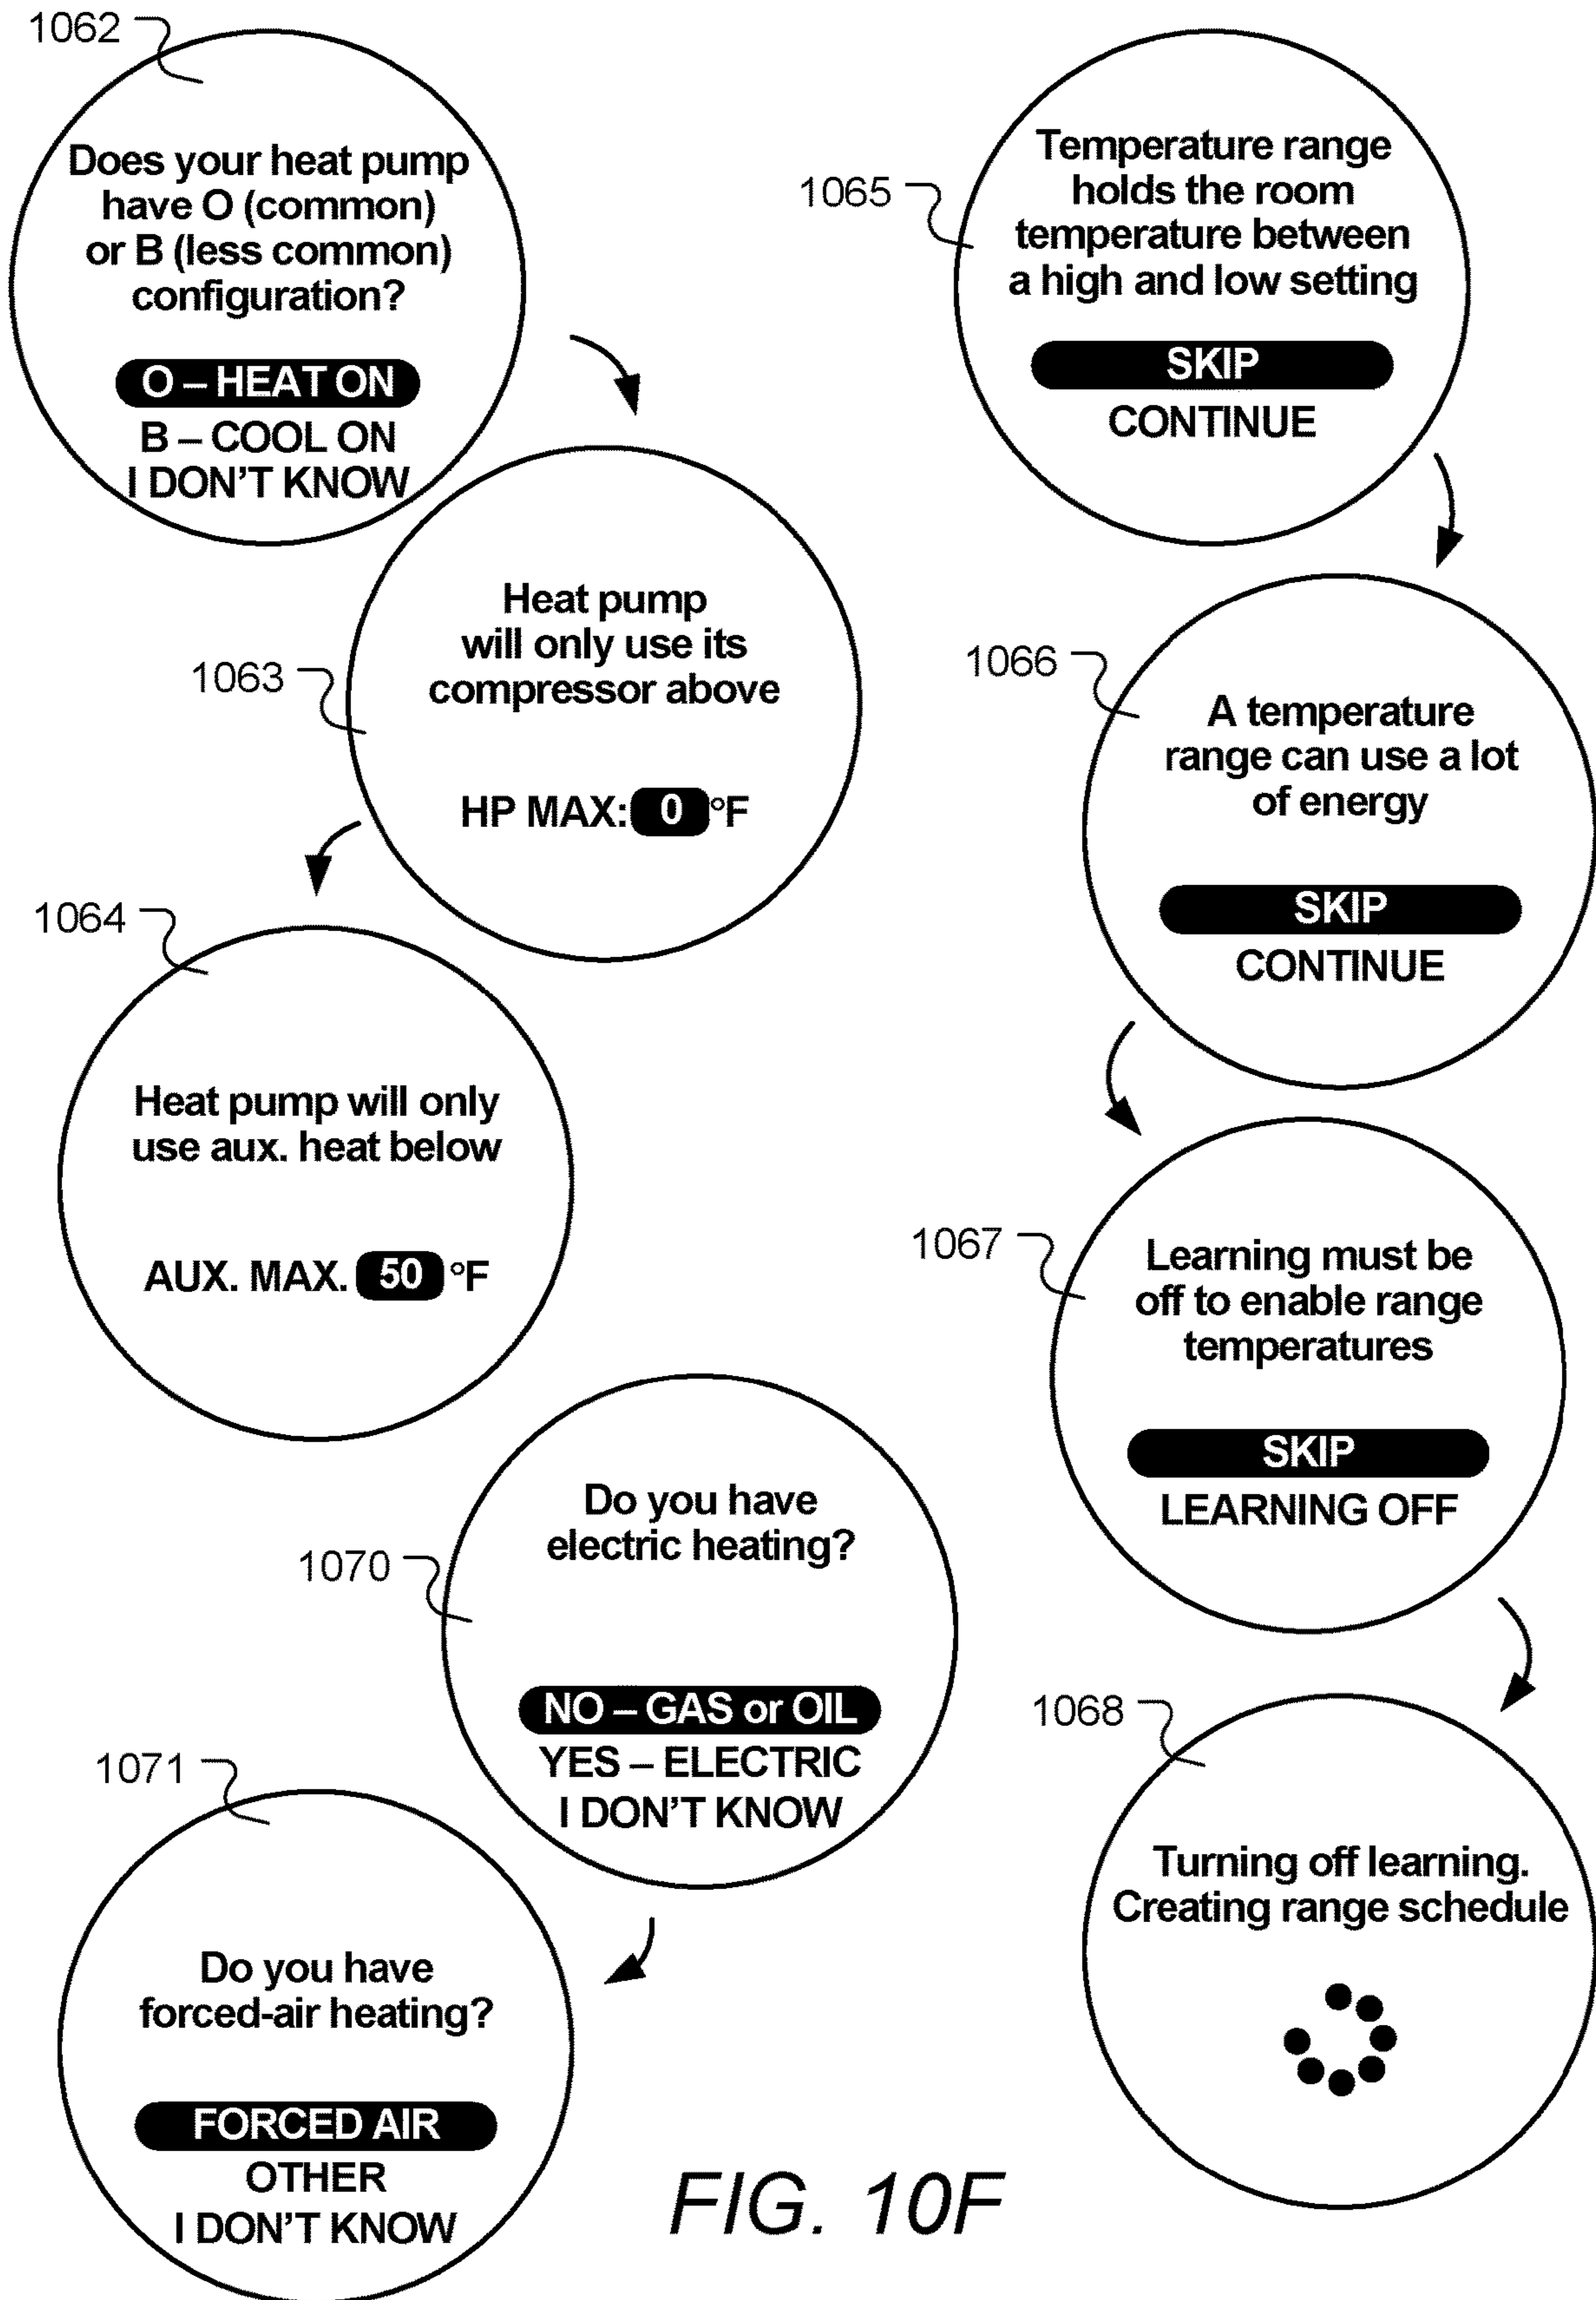 1062
Does your heat pump
have O (common)
or B (less common)
configuration?
O – HEAT ON
B – COOL ON
I DON'T KNOW
1063
Heat pump
will only use its
compressor above
HP MAX: 0 °F
1064
Heat pump will only
use aux. heat below
AUX. MAX. 50 °F
1070
Do you have
electric heating?
NO – GAS or OIL
YES – ELECTRIC
I DON'T KNOW
1071
Do you have
forced-air heating?
FORCED AIR
OTHER
I DON'T KNOW
1065
Temperature range
holds the room
temperature between
a high and low setting
SKIP
CONTINUE
1066
A temperature
range can use a lot
of energy
SKIP
CONTINUE
1067
Learning must be
off to enable range
temperatures
SKIP
LEARNING OFF
1068
Turning off learning.
Creating range schedule
FIG. 10F